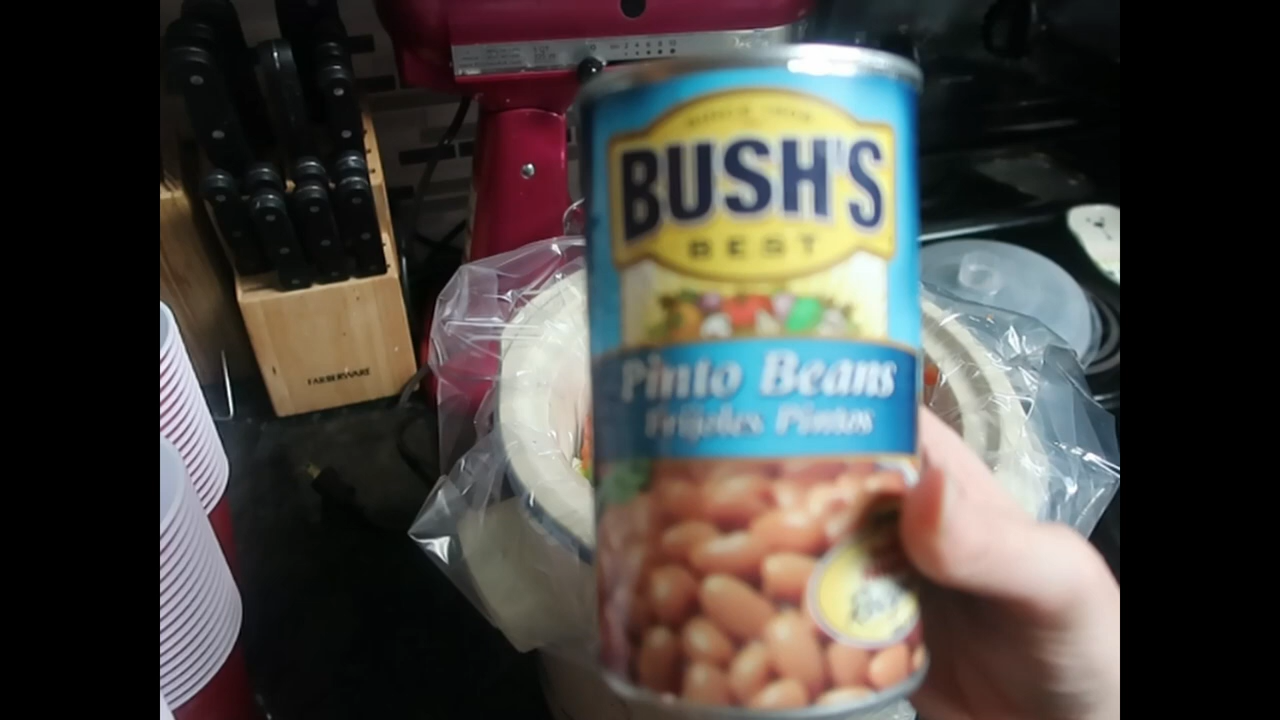 BUSH'S
BEST
Pinto Beans
Frijoles Pintos
FARBERWARE